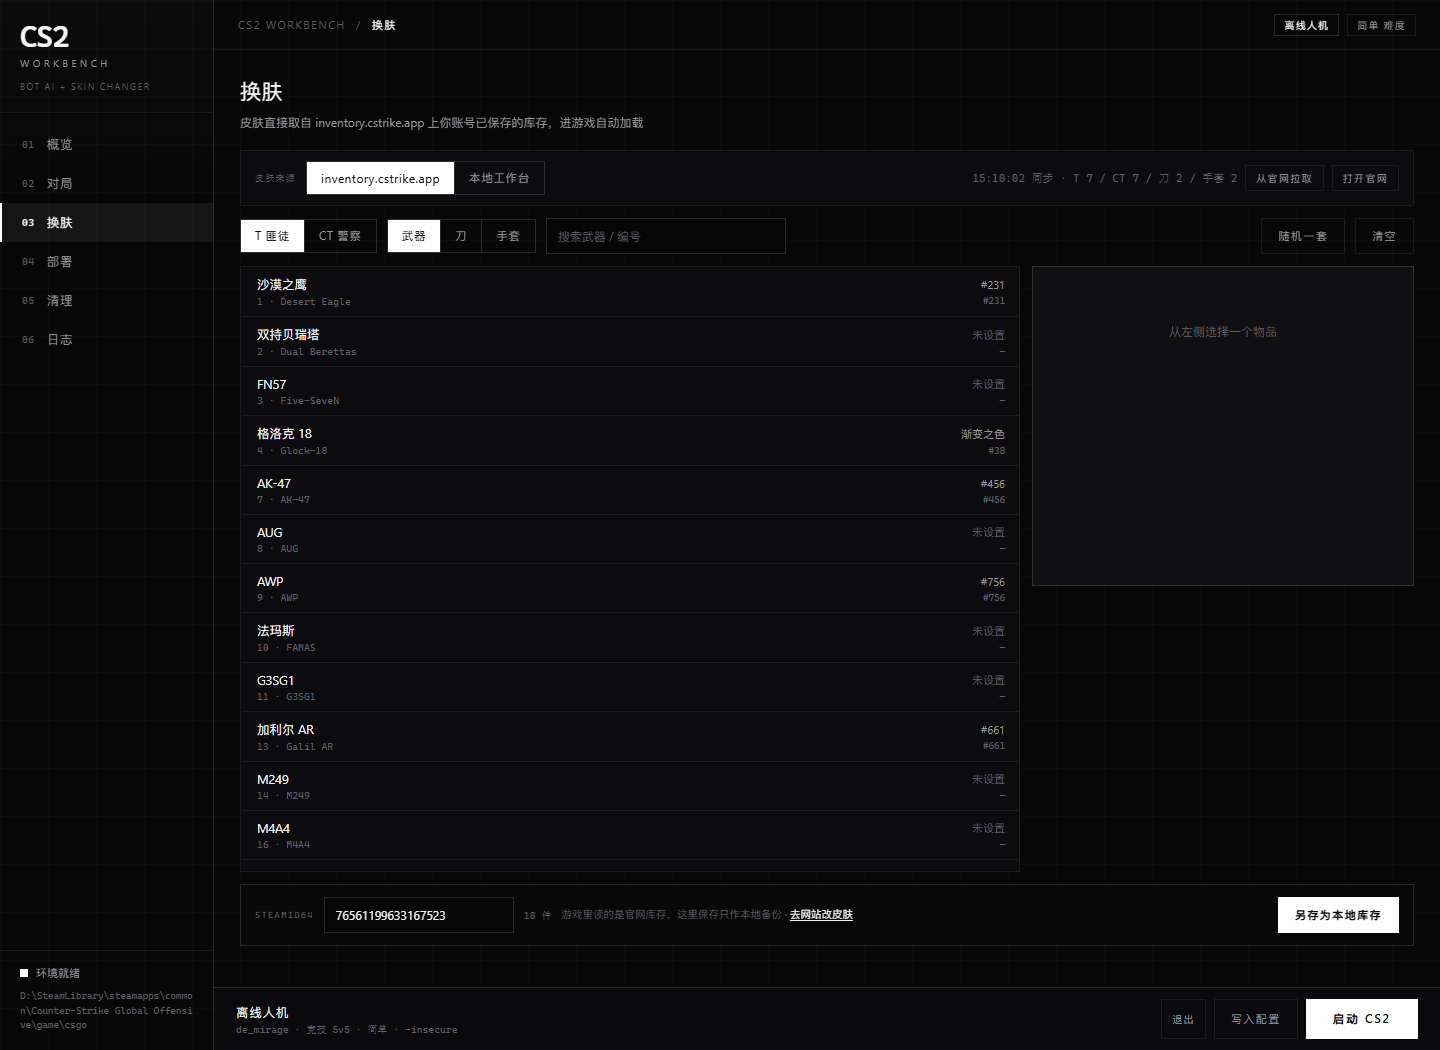 CS2
WORKBENCH
BOT AI + SKIN CHANGER
01 概览
02 对局
03 换肤
04 部署
05 清理
06 日志
环境就绪
D:\SteamLibrary\steamapps\commo
n\Counter-Strike Global Offensi
ve\game\csgo
CS2 WORKBENCH / 换肤
离线人机
简单 难度
换肤
皮肤直接取自 inventory.cstrike.app 上你账号已保存的库存，进游戏自动加载
皮肤来源
inventory.cstrike.app
本地工作台
15:10:02 同步 · T 7 / CT 7 / 刀 2 / 手套 2
从官网拉取
打开官网
T 匪徒
CT 警察
武器
刀
手套
搜索武器 / 编号
随机一套
清空
沙漠之鹰 #231
1 · Desert Eagle #231
双持贝瑞塔 未设置
2 · Dual Berettas —
FN57 未设置
3 · Five-SeveN —
格洛克 18 渐变之色
4 · Glock-18 #38
AK-47 #456
7 · AK-47 #456
AUG 未设置
8 · AUG —
AWP #756
9 · AWP #756
法玛斯 未设置
10 · FAMAS —
G3SG1 未设置
11 · G3SG1 —
加利尔 AR #661
13 · Galil AR #661
M249 未设置
14 · M249 —
M4A4 未设置
16 · M4A4 —
从左侧选择一个物品
STEAMID64
76561199633167523
18 件
游戏里读的是官网库存，这里保存只作本地备份 · 去网站改皮肤
另存为本地库存
离线人机
de_mirage · 竞技 5v5 · 简单 · -insecure
退出
写入配置
启动 CS2